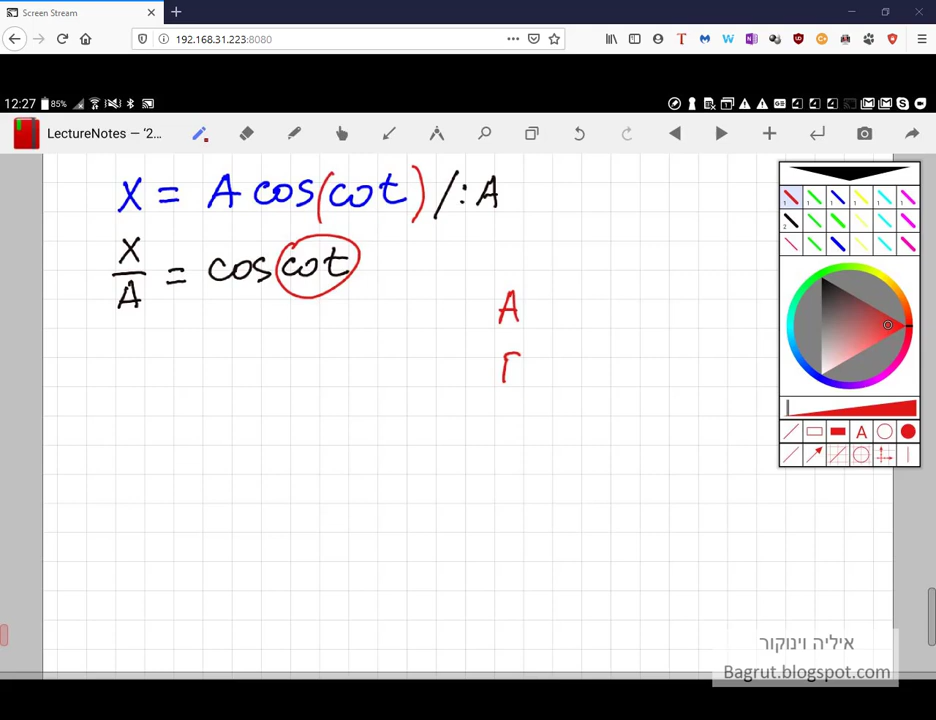 Screen Stream
192.168.31.223:8080
12:27 85%
LectureNotes — ‘2...
X = A cos(ωt) /:A
X/A = cos ωt
A
Γ
איליה וינוקור
Bagrut.blogspot.com